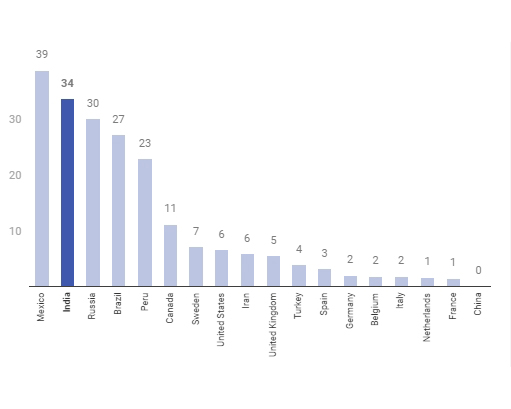 39
34
30
27
23
11
7
6
6
5
4
3
2
2
2
1
1
0
30
20
10
Mexico
India
Russia
Brazil
Peru
Canada
Sweden
United States
Iran
United Kingdom
Turkey
Spain
Germany
Belgium
Italy
Netherlands
France
China